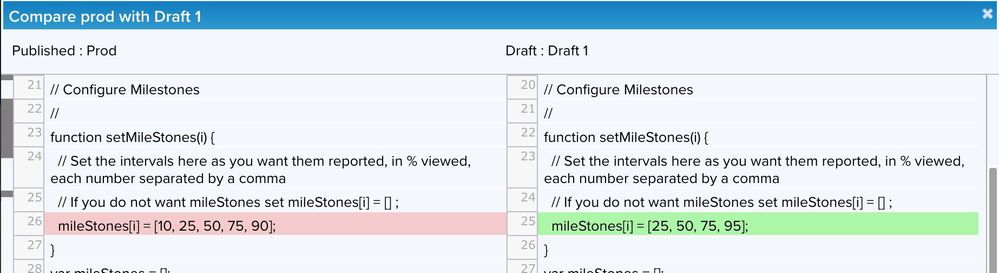 Compare prod with Draft 1
Published : Prod
Draft : Draft 1
21 // Configure Milestones
22 //
23 function setMileStones(i) {
24 // Set the intervals here as you want them reported, in % viewed,
each number separated by a comma
25 // If you do not want mileStones set mileStones[i] = [] ;
26 mileStones[i] = [10, 25, 50, 75, 90];
27 }
28 var mileStones = [];
20 // Configure Milestones
21 //
22 function setMileStones(i) {
23 // Set the intervals here as you want them reported, in % viewed,
each number separated by a comma
24 // If you do not want mileStones set mileStones[i] = [] ;
25 mileStones[i] = [25, 50, 75, 95];
26 }
27 var mileStones = [];